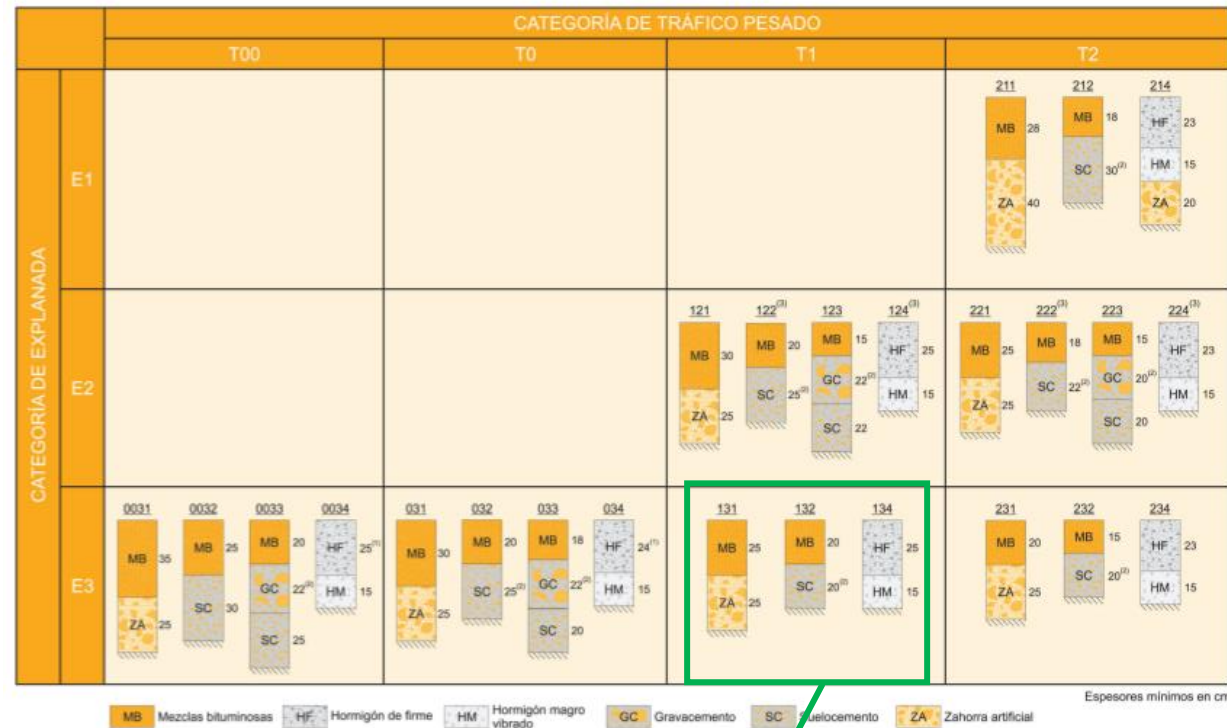 CATEGORÍA DE TRÁFICO PESADO
T00 T0 T1 T2
CATEGORÍA DE EXPLANADA
E1
211 212 214
MB 28 MB 18 HF 23
SC 30(2) HM 15
ZA 40 ZA 20
E2
121 122(3) 123 124(3) 221 222(3) 223 224(3)
MB 30 MB 20 MB 15 HF 25 MB 25 MB 18 MB 15 HF 23
ZA 25 SC 25(2) GC 22(2) HM 15 ZA 25 SC 22(2) GC 20(2) HM 15
SC 22 SC 20
E3
0031 0032 0033 0034 031 032 033 034 131 132 134 231 232 234
MB 35 MB 25 MB 20 HF 25(1) MB 30 MB 20 MB 18 HF 24(1) MB 25 MB 20 HF 25 MB 20 MB 15 HF 23
ZA 25 SC 30 GC 22(2) HM 15 ZA 25 SC 25(2) GC 22(2) HM 15 ZA 25 SC 20(2) HM 15 ZA 25 SC 20(2) HM 15
SC 25 SC 20
Espesores mínimos en cm
MB Mezclas bituminosas HF Hormigón de firme HM Hormigón magro vibrado GC Gravacemento SC Suelocemento ZA Zahorra artificial